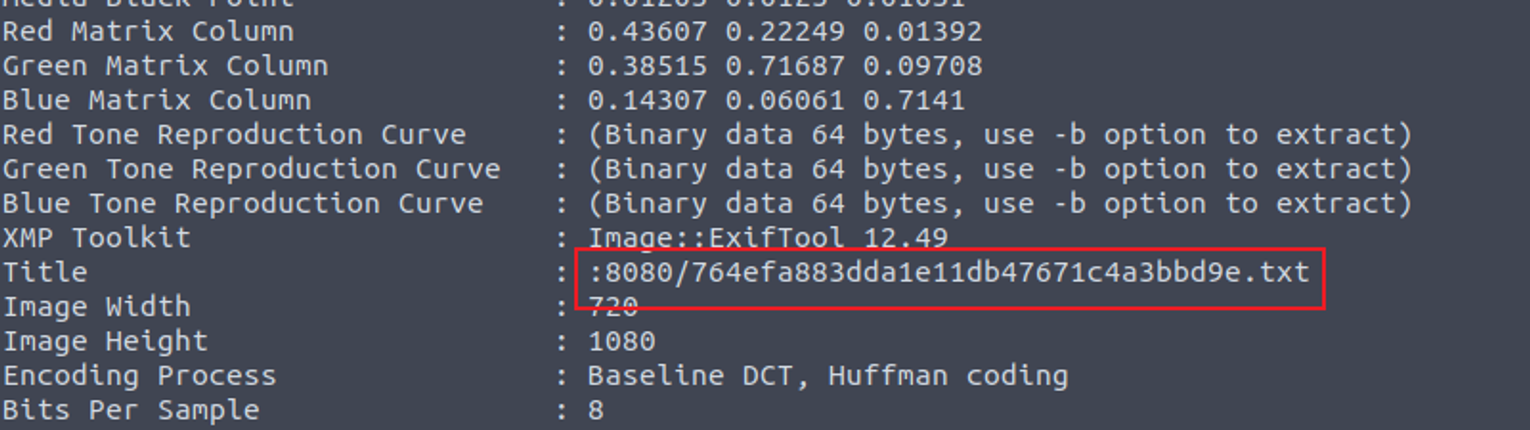 Red Matrix Column : 0.43607 0.22249 0.01392
Green Matrix Column : 0.38515 0.71687 0.09708
Blue Matrix Column : 0.14307 0.06061 0.7141
Red Tone Reproduction Curve : (Binary data 64 bytes, use -b option to extract)
Green Tone Reproduction Curve : (Binary data 64 bytes, use -b option to extract)
Blue Tone Reproduction Curve : (Binary data 64 bytes, use -b option to extract)
XMP Toolkit : Image::ExifTool 12.49
Title : :8080/764efa883dda1e11db47671c4a3bbd9e.txt
Image Width : 720
Image Height : 1080
Encoding Process : Baseline DCT, Huffman coding
Bits Per Sample : 8